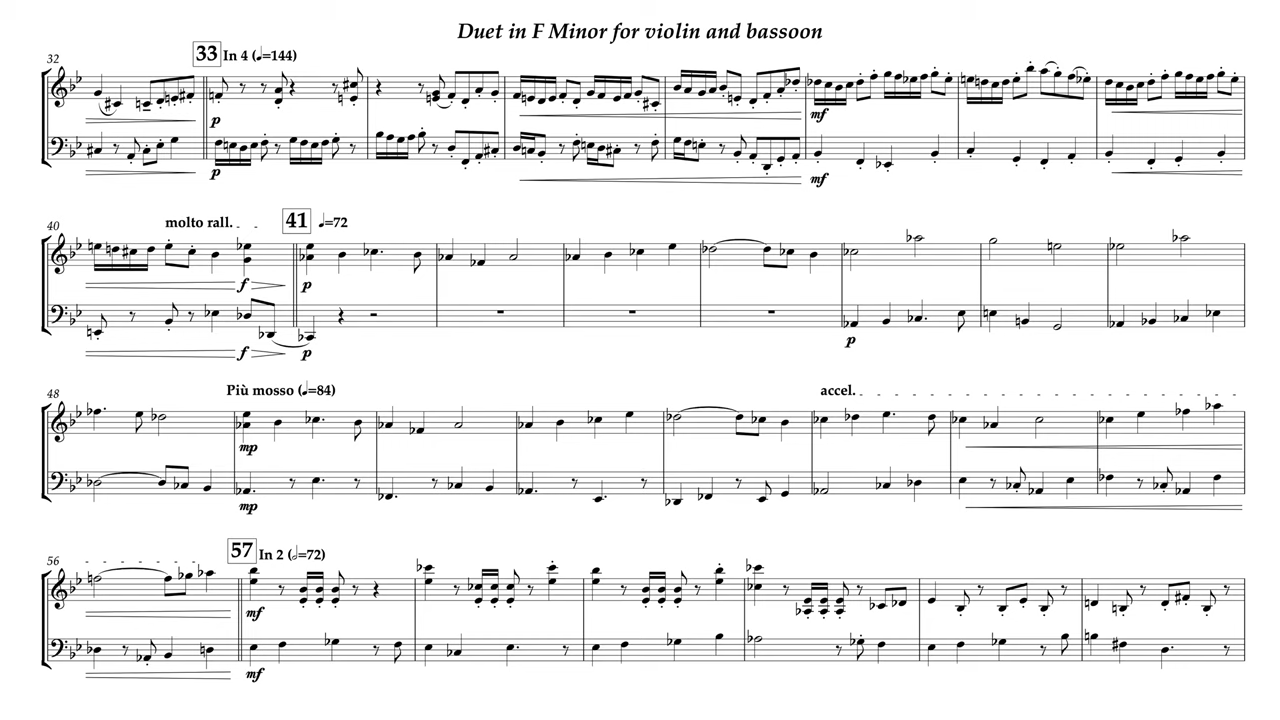 Duet in F Minor for violin and bassoon
32
33 In 4 (♩=144)
p
mf
p
mf
40
molto rall.
41 ♩=72
f
p
f
p
p
48
Più mosso (♩=84)
accel.
mp
mp
56
57 In 2 (𝅗𝅥=72)
mf
mf